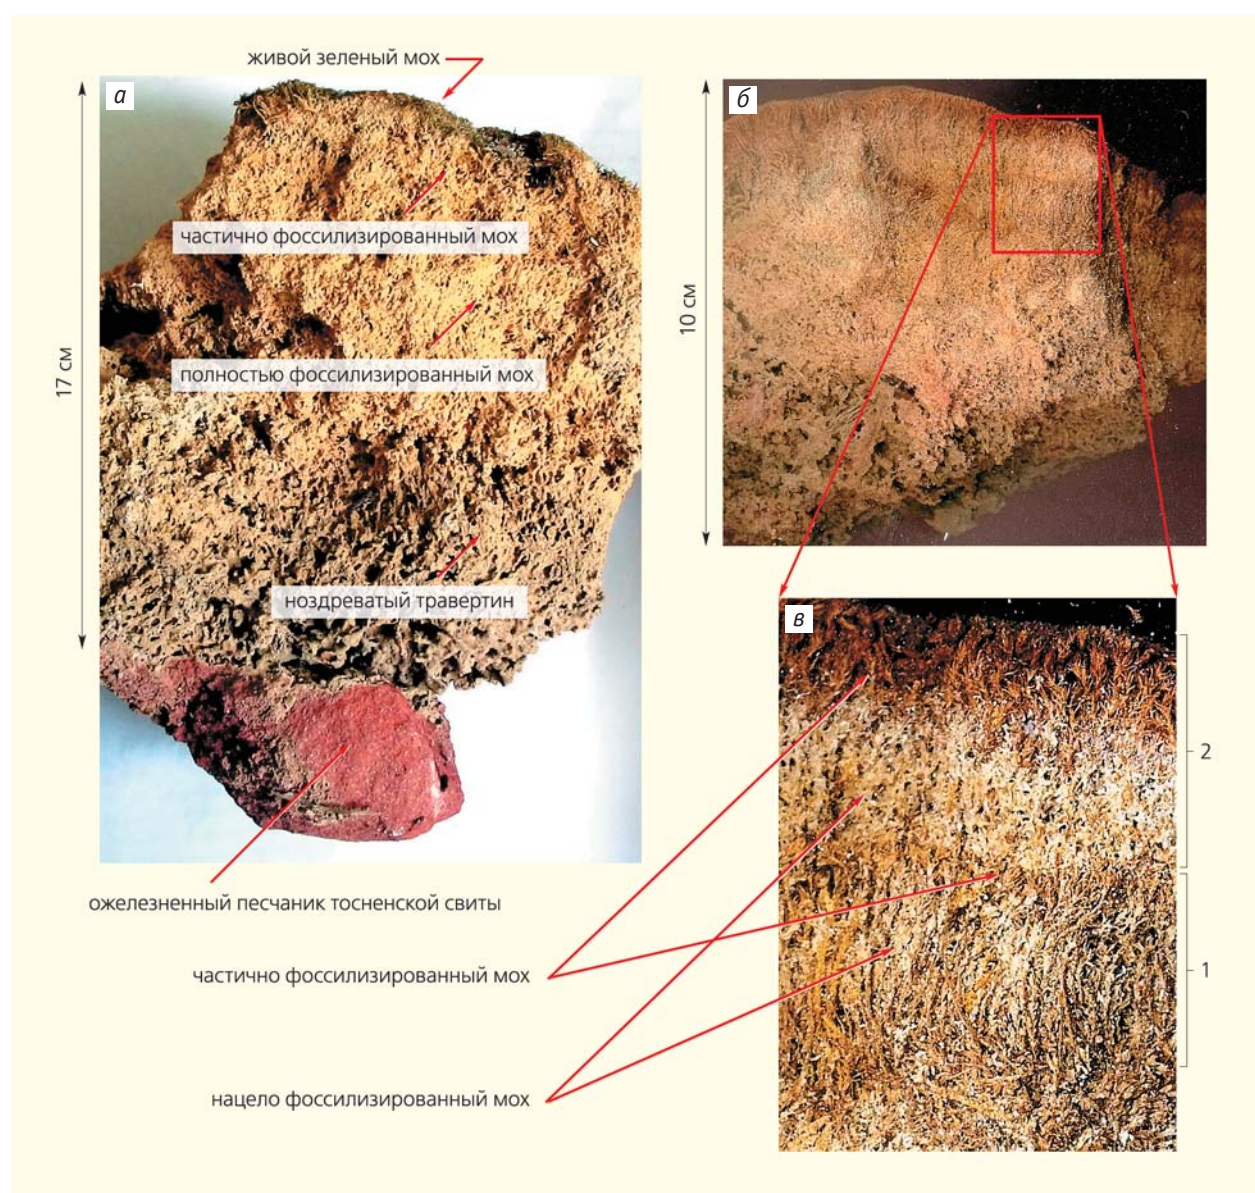 живой зеленый мох
а
б
частично фоссилизированный мох
17 см
10 см
полностью фоссилизированный мох
ноздреватый травертин
в
2
ожелезненный песчаник тосненской свиты
частично фоссилизированный мох
1
нацело фоссилизированный мох